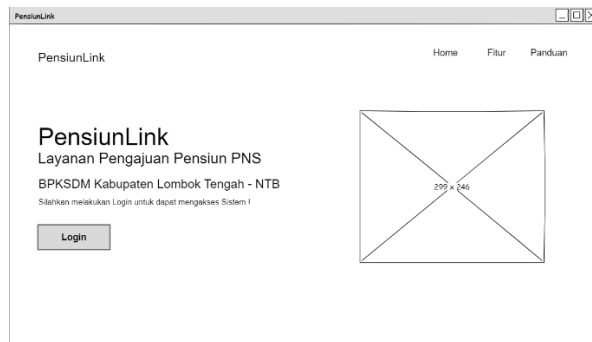 PensiunLink
PensiunLink
Home Fitur Panduan
PensiunLink
Layanan Pengajuan Pensiun PNS
BPKSDM Kabupaten Lombok Tengah - NTB
Silahkan melakukan Login untuk dapat mengakses Sistem !
Login
299 x 246